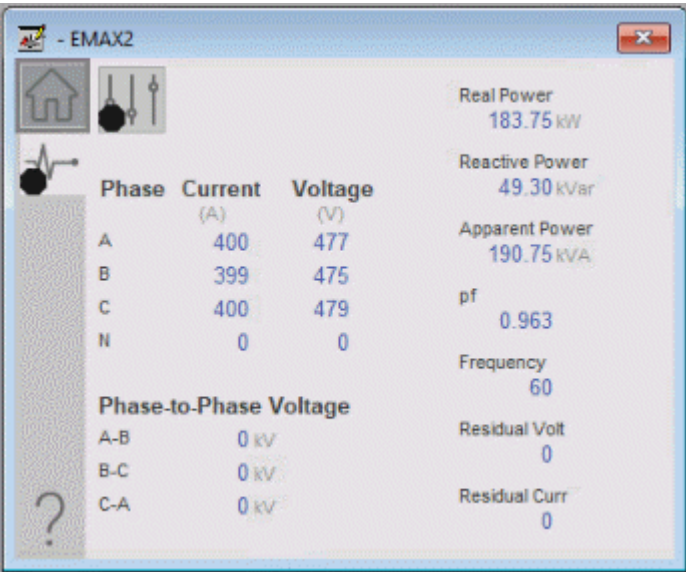 - EMAX2
Real Power
183.75 kW
Reactive Power
49.30 kVar
Apparent Power
190.75 kVA
pf
0.963
Frequency
60
Residual Volt
0
Residual Curr
0
Phase Current Voltage
(A) (V)
A 400 477
B 399 475
C 400 479
N 0 0
Phase-to-Phase Voltage
A-B 0 kV
B-C 0 kV
C-A 0 kV
?